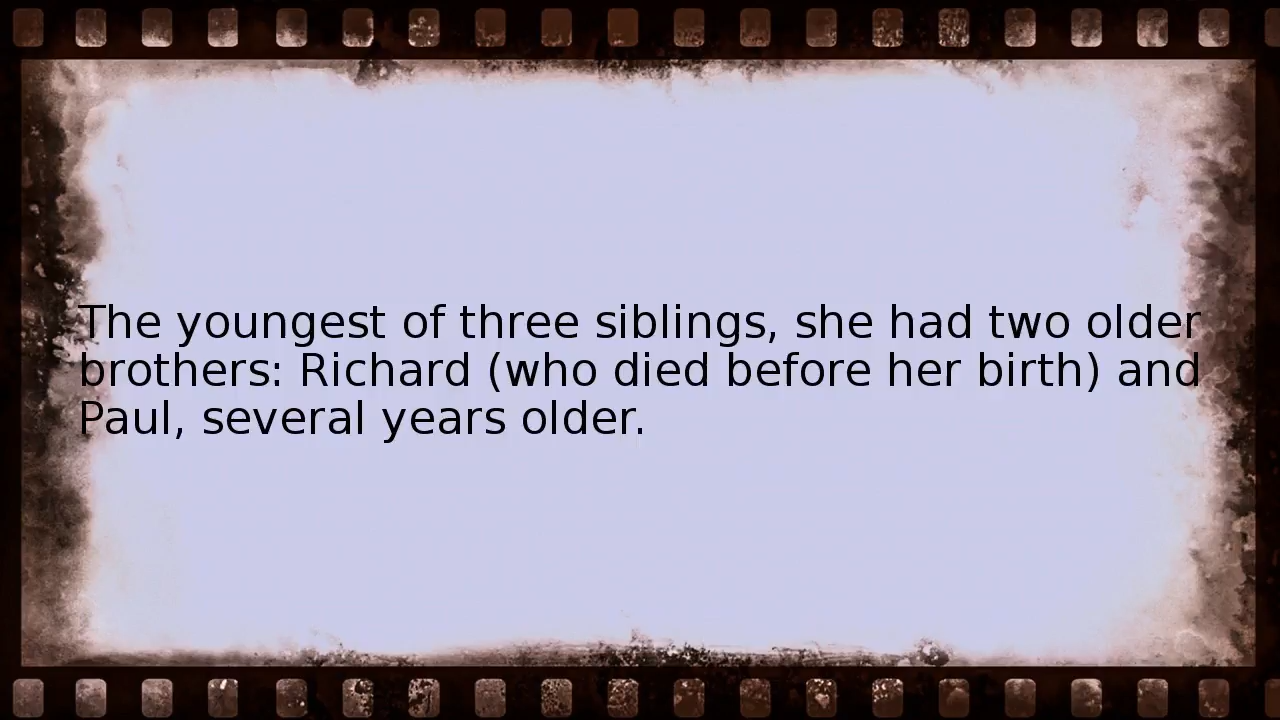 The youngest of three siblings, she had two older
brothers: Richard (who died before her birth) and
Paul, several years older.